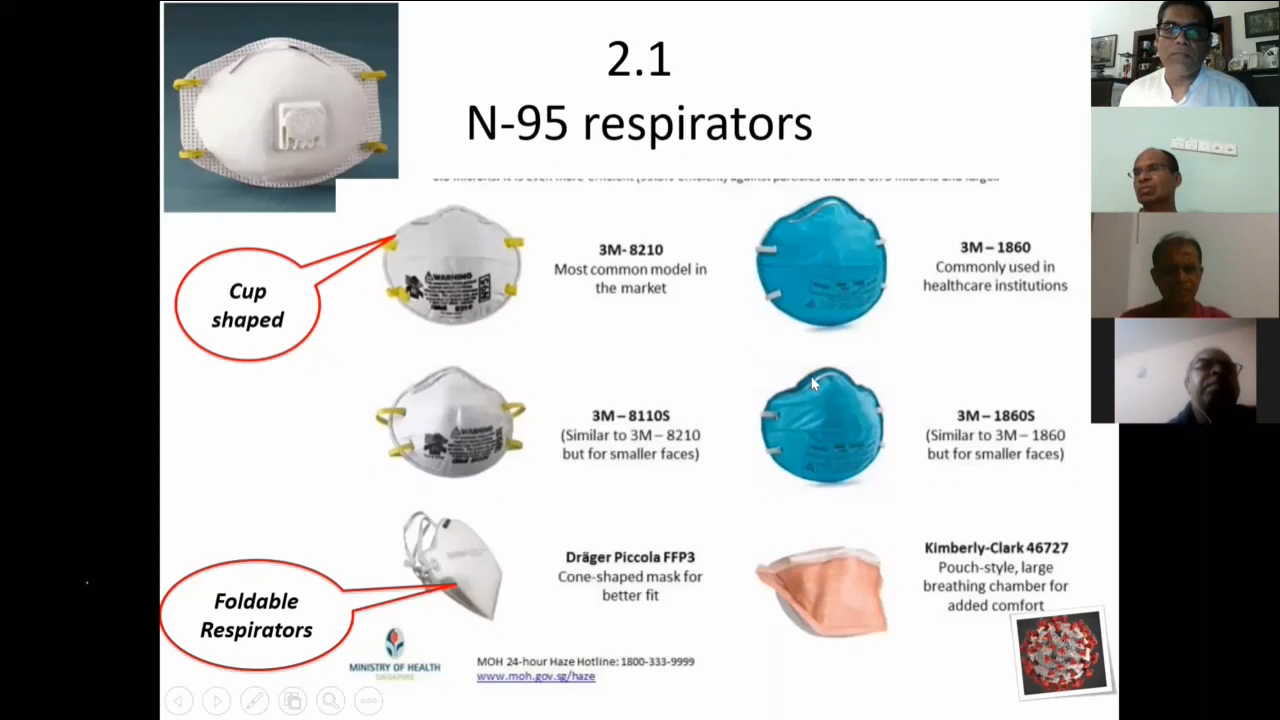 2.1
N-95 respirators
Cup
shaped
3M- 8210
Most common model in
the market
3M – 1860
Commonly used in
healthcare institutions
WARNING
3M – 8110S
(Similar to 3M – 8210
but for smaller faces)
WARNING
3M – 1860S
(Similar to 3M – 1860
but for smaller faces)
Foldable
Respirators
Dräger Piccola FFP3
Cone-shaped mask for
better fit
Kimberly-Clark 46727
Pouch-style, large
breathing chamber for
added comfort
MINISTRY OF HEALTH
SINGAPORE
MOH 24-hour Haze Hotline: 1800-333-9999
www.moh.gov.sg/haze